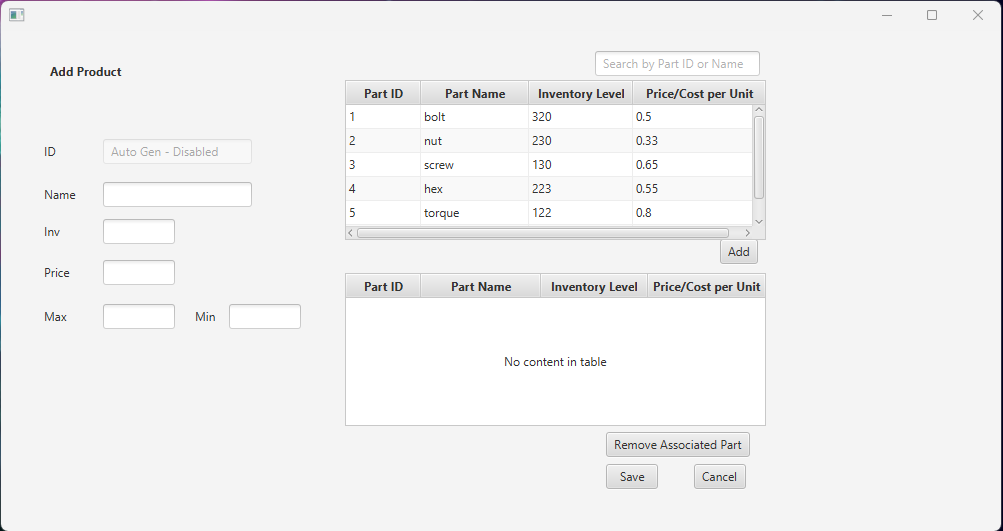 Add Product
ID Auto Gen - Disabled
Name
Inv
Price
Max Min
Search by Part ID or Name
Part ID Part Name Inventory Level Price/Cost per Unit
1 bolt 320 0.5
2 nut 230 0.33
3 screw 130 0.65
4 hex 223 0.55
5 torque 122 0.8
Add
Part ID Part Name Inventory Level Price/Cost per Unit
No content in table
Remove Associated Part
Save Cancel